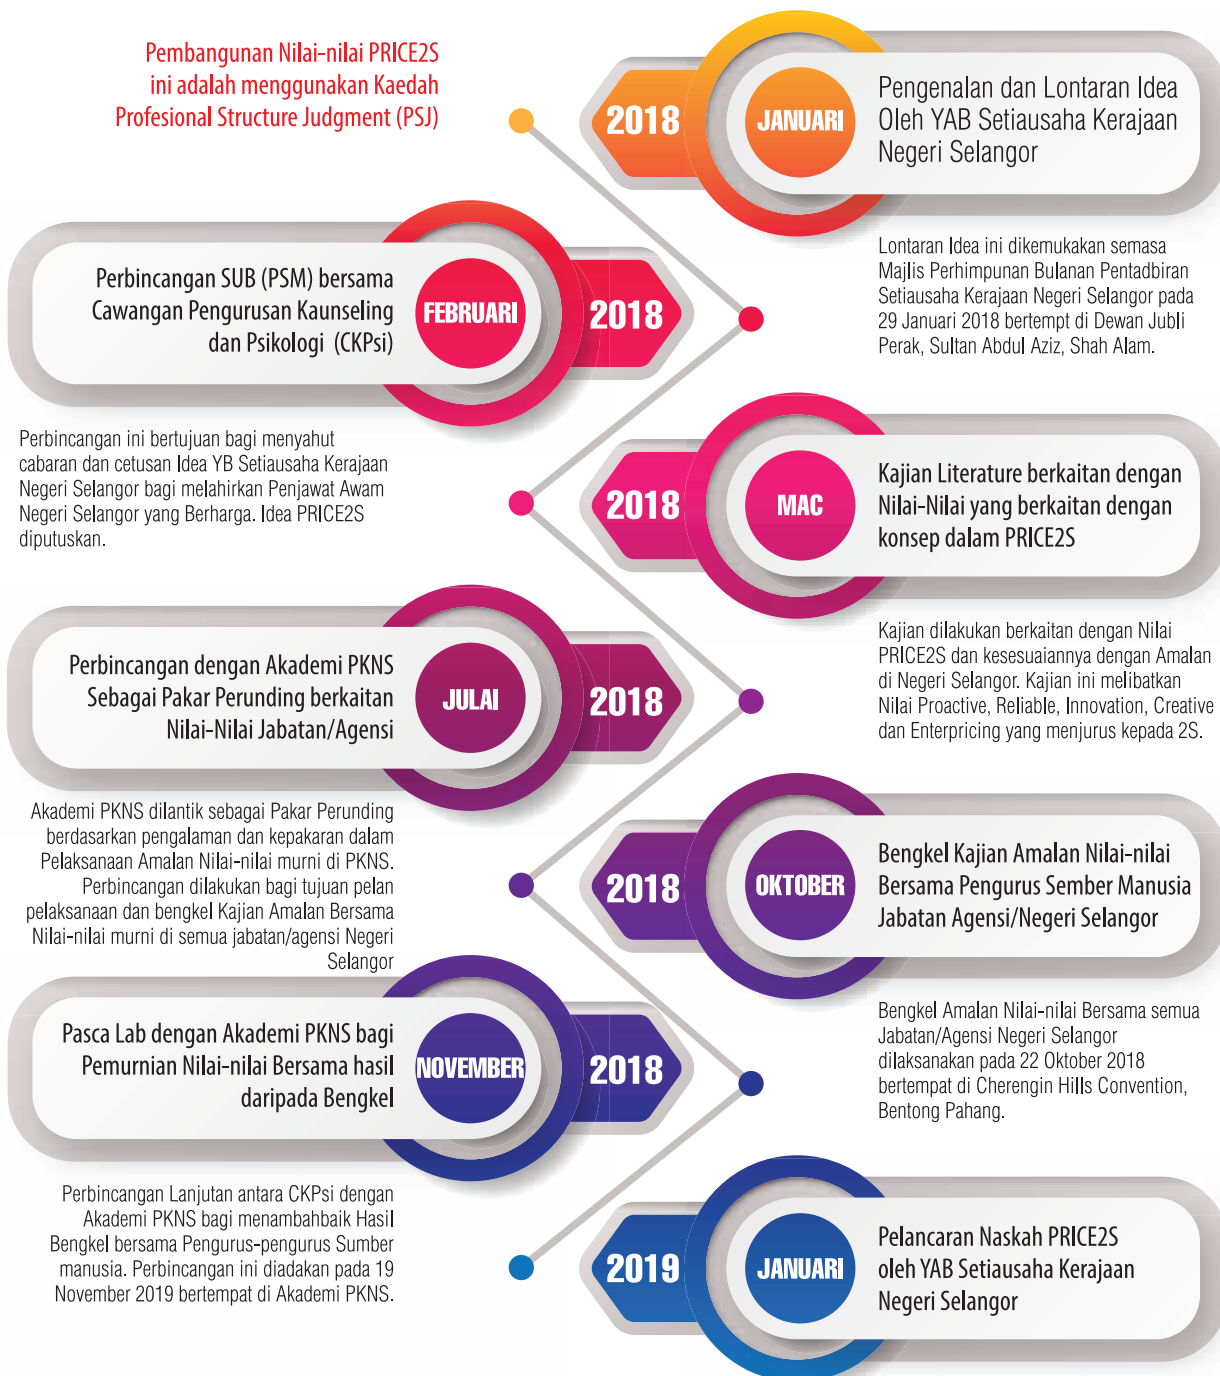 Pembangunan Nilai-nilai PRICE2S
ini adalah menggunakan Kaedah
Profesional Structure Judgment (PSJ)
2018
JANUARI
Pengenalan dan Lontaran Idea
Oleh YAB Setiausaha Kerajaan
Negeri Selangor
Lontaran Idea ini dikemukakan semasa
Majlis Perhimpunan Bulanan Pentadbiran
Setiausaha Kerajaan Negeri Selangor pada
29 Januari 2018 bertempt di Dewan Jubli
Perak, Sultan Abdul Aziz, Shah Alam.
Perbincangan SUB (PSM) bersama
Cawangan Pengurusan Kaunseling
dan Psikologi (CKPsi)
FEBRUARI
2018
Perbincangan ini bertujuan bagi menyahut
cabaran dan cetusan Idea YB Setiausaha Kerajaan
Negeri Selangor bagi melahirkan Penjawat Awam
Negeri Selangor yang Berharga. Idea PRICE2S
diputuskan.
2018
MAC
Kajian Literature berkaitan dengan
Nilai-Nilai yang berkaitan dengan
konsep dalam PRICE2S
Kajian dilakukan berkaitan dengan Nilai
PRICE2S dan kesesuaiannya dengan Amalan
di Negeri Selangor. Kajian ini melibatkan
Nilai Proactive, Reliable, Innovation, Creative
dan Enterpricing yang menjurus kepada 2S.
Perbincangan dengan Akademi PKNS
Sebagai Pakar Perunding berkaitan
Nilai-Nilai Jabatan/Agensi
JULAI
2018
Akademi PKNS dilantik sebagai Pakar Perunding
berdasarkan pengalaman dan kepakaran dalam
Pelaksanaan Amalan Nilai-nilai murni di PKNS.
Perbincangan dilakukan bagi tujuan pelan
pelaksanaan dan bengkel Kajian Amalan Bersama
Nilai-nilai murni di semua jabatan/agensi Negeri
Selangor
2018
OKTOBER
Bengkel Kajian Amalan Nilai-nilai
Bersama Pengurus Sember Manusia
Jabatan Agensi/Negeri Selangor
Bengkel Amalan Nilai-nilai Bersama semua
Jabatan/Agensi Negeri Selangor
dilaksanakan pada 22 Oktober 2018
bertempat di Cherengin Hills Convention,
Bentong Pahang.
Pasca Lab dengan Akademi PKNS bagi
Pemurnian Nilai-nilai Bersama hasil
daripada Bengkel
NOVEMBER
2018
Perbincangan Lanjutan antara CKPsi dengan
Akademi PKNS bagi menambahbaik Hasil
Bengkel bersama Pengurus-pengurus Sumber
manusia. Perbincangan ini diadakan pada 19
November 2019 bertempat di Akademi PKNS.
2019
JANUARI
Pelancaran Naskah PRICE2S
oleh YAB Setiausaha Kerajaan
Negeri Selangor